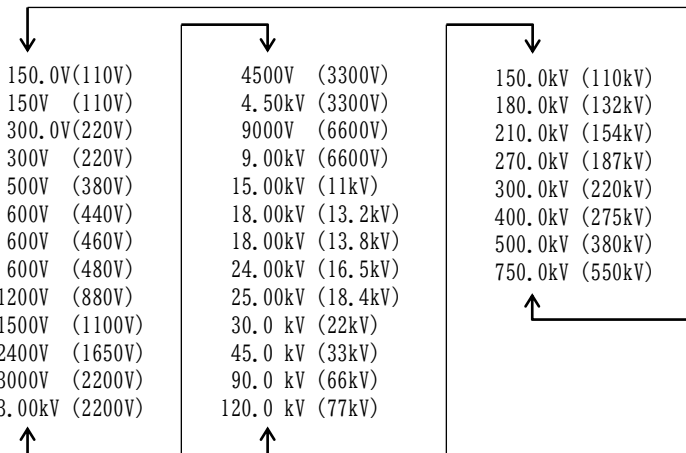 150.0V(110V)
150V (110V)
300.0V(220V)
300V (220V)
500V (380V)
600V (440V)
600V (460V)
600V (480V)
1200V (880V)
1500V (1100V)
2400V (1650V)
3000V (2200V)
3.00kV (2200V)
4500V (3300V)
4.50kV (3300V)
9000V (6600V)
9.00kV (6600V)
15.00kV (11kV)
18.00kV (13.2kV)
18.00kV (13.8kV)
24.00kV (16.5kV)
25.00kV (18.4kV)
30.0 kV (22kV)
45.0 kV (33kV)
90.0 kV (66kV)
120.0 kV (77kV)
150.0kV (110kV)
180.0kV (132kV)
210.0kV (154kV)
270.0kV (187kV)
300.0kV (220kV)
400.0kV (275kV)
500.0kV (380kV)
750.0kV (550kV)